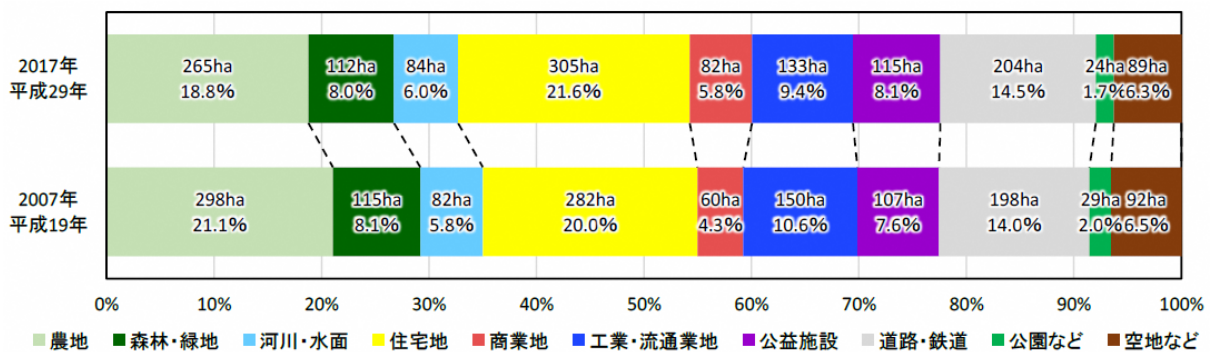 2017年
平成29年
265ha
18.8%
112ha
8.0%
84ha
6.0%
305ha
21.6%
82ha
5.8%
133ha
9.4%
115ha
8.1%
204ha
14.5%
24ha
1.7%
89ha
6.3%
2007年
平成19年
298ha
21.1%
115ha
8.1%
82ha
5.8%
282ha
20.0%
60ha
4.3%
150ha
10.6%
107ha
7.6%
198ha
14.0%
29ha
2.0%
92ha
6.5%
0% 10% 20% 30% 40% 50% 60% 70% 80% 90% 100%
農地 森林・緑地 河川・水面 住宅地 商業地 工業・流通業地 公益施設 道路・鉄道 公園など 空地など